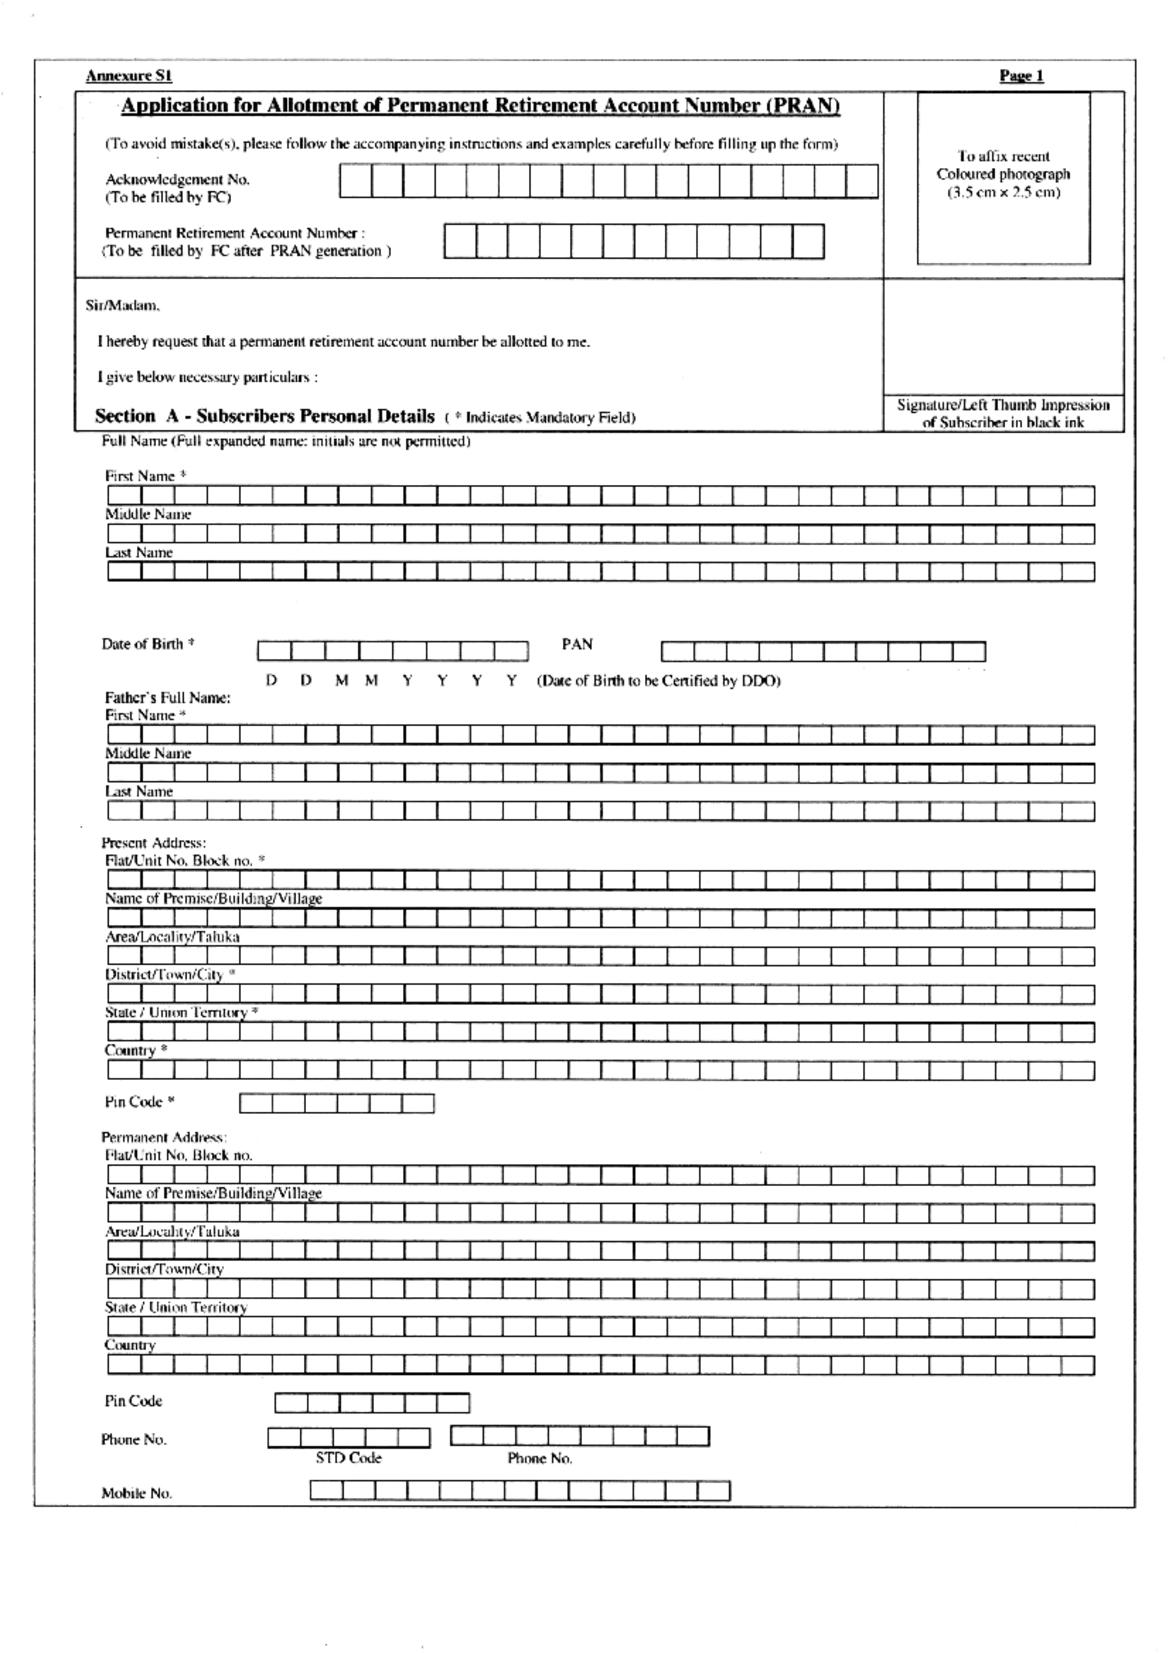 Annexure S1
Page 1
Application for Allotment of Permanent Retirement Account Number (PRAN)
(To avoid mistake(s), please follow the accompanying instructions and examples carefully before filling up the form)
To affix recent
Coloured photograph
(3.5 cm × 2.5 cm)
Acknowledgement No.
(To be filled by FC)
Permanent Retirement Account Number :
(To be filled by FC after PRAN generation )
Sir/Madam,
I hereby request that a permanent retirement account number be allotted to me.
I give below necessary particulars :
Section A - Subscribers Personal Details ( * Indicates Mandatory Field)
Signature/Left Thumb Impression
of Subscriber in black ink
Full Name (Full expanded name: initials are not permitted)
First Name *
Middle Name
Last Name
Date of Birth * PAN
D D M M Y Y Y Y (Date of Birth to be Certified by DDO)
Father's Full Name:
First Name *
Middle Name
Last Name
Present Address:
Flat/Unit No, Block no. *
Name of Premise/Building/Village
Area/Locality/Taluka
District/Town/City *
State / Union Territory *
Country *
Pin Code *
Permanent Address:
Flat/Unit No, Block no.
Name of Premise/Building/Village
Area/Locality/Taluka
District/Town/City
State / Union Territory
Country
Pin Code
Phone No.
STD Code Phone No.
Mobile No.